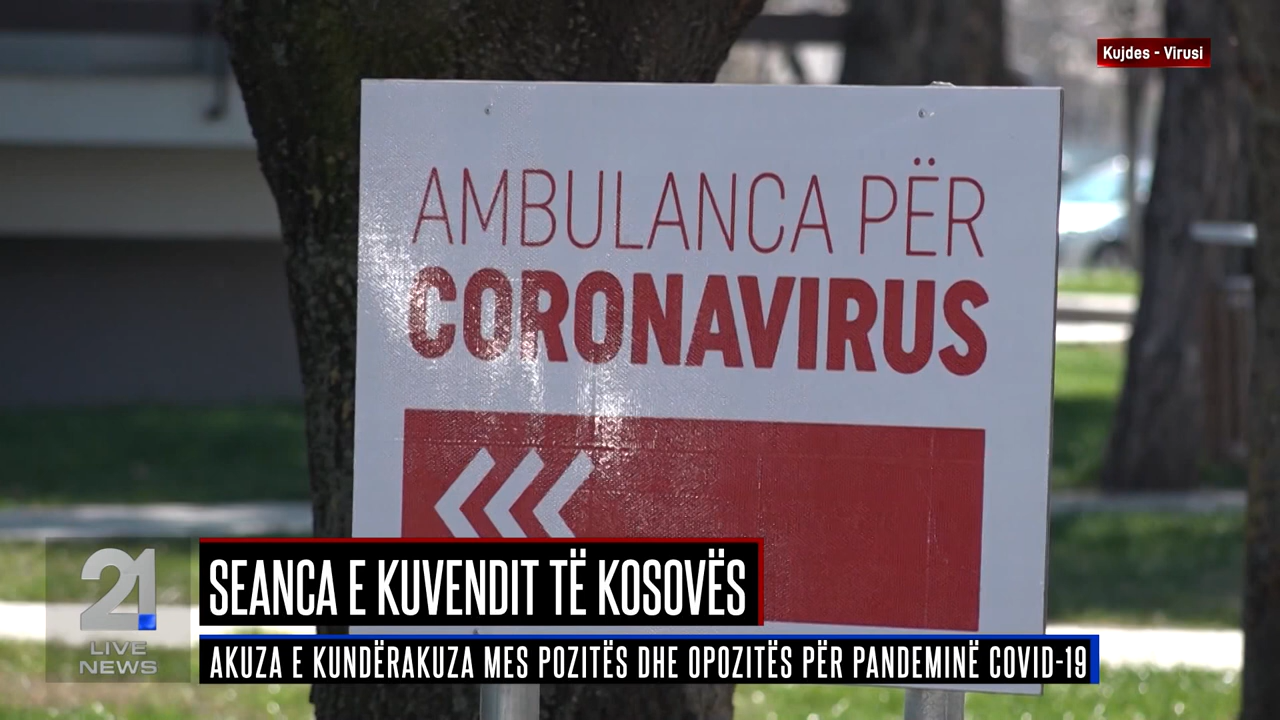 Kujdes - Virusi
AMBULANCA PËR
CORONAVIRUS
21
LIVE
NEWS
SEANCA E KUVENDIT TË KOSOVËS
AKUZA E KUNDËRAKUZA MES POZITËS DHE OPOZITËS PËR PANDEMINË COVID-19